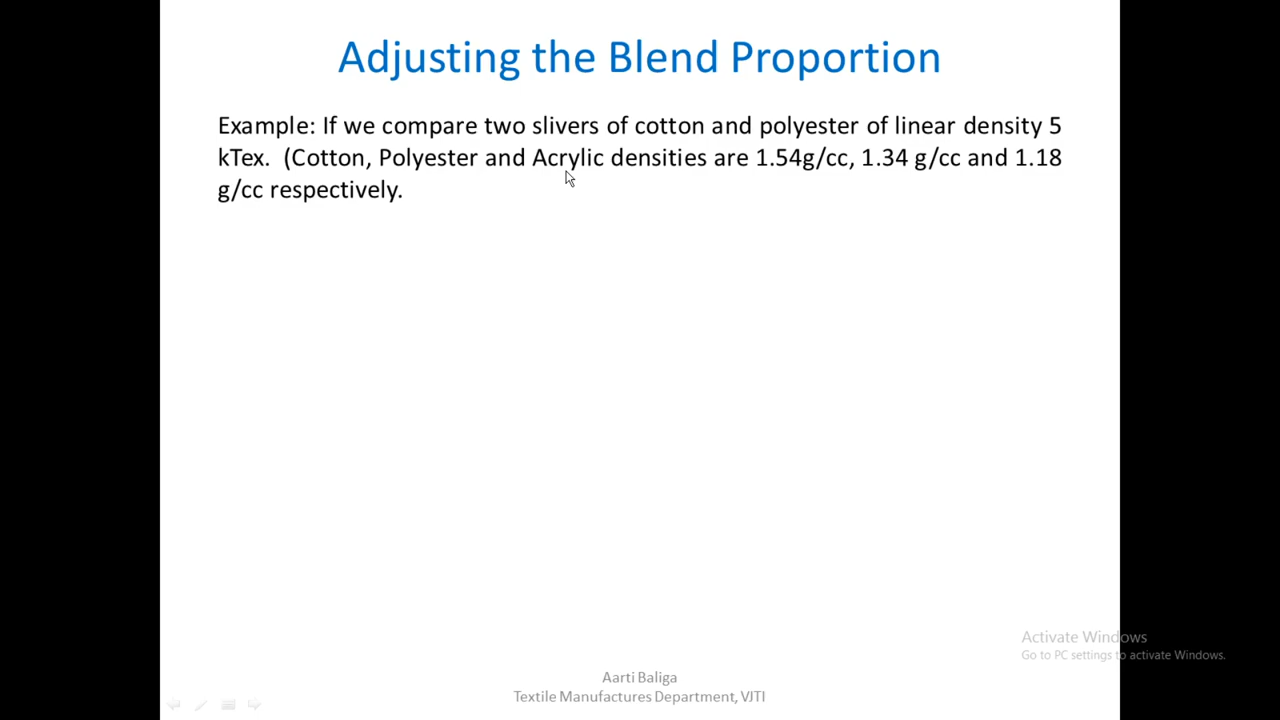 Adjusting the Blend Proportion
Example: If we compare two slivers of cotton and polyester of linear density 5
kTex. (Cotton, Polyester and Acrylic densities are 1.54g/cc, 1.34 g/cc and 1.18
g/cc respectively.
Activate Windows
Go to PC settings to activate Windows.
Aarti Baliga
Textile Manufactures Department, VJTI